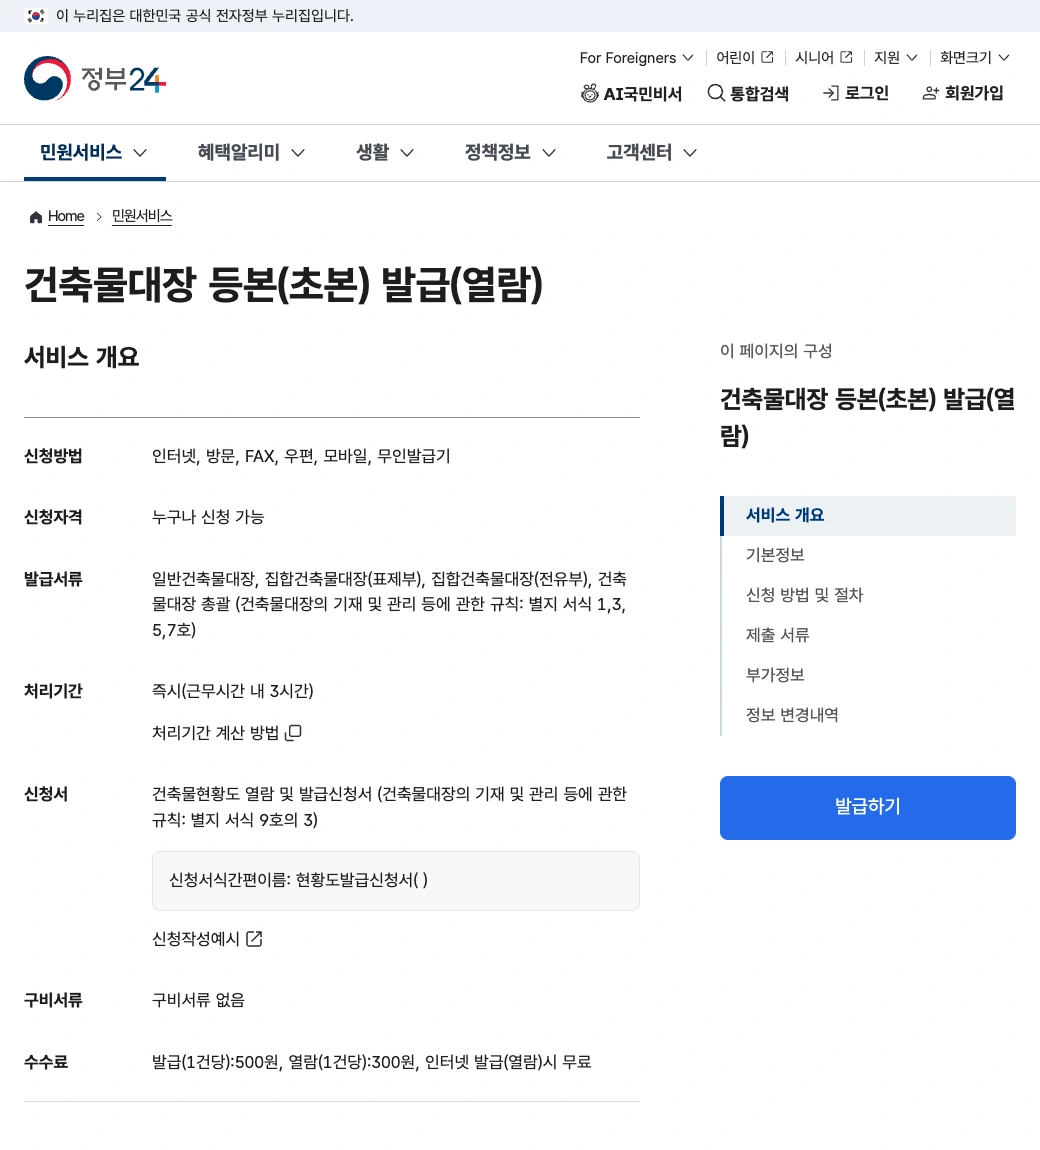 이 누리집은 대한민국 공식 전자정부 누리집입니다.
For Foreigners 어린이 시니어 지원 화면크기
정부24
AI국민비서 통합검색 로그인 회원가입
민원서비스 혜택알리미 생활 정책정보 고객센터
Home 민원서비스
건축물대장 등본(초본) 발급(열람)
서비스 개요
신청방법 인터넷, 방문, FAX, 우편, 모바일, 무인발급기
신청자격 누구나 신청 가능
발급서류 일반건축물대장, 집합건축물대장(표제부), 집합건축물대장(전유부), 건축
물대장 총괄 (건축물대장의 기재 및 관리 등에 관한 규칙: 별지 서식 1,3,
5,7호)
처리기간 즉시(근무시간 내 3시간)
처리기간 계산 방법
신청서 건축물현황도 열람 및 발급신청서 (건축물대장의 기재 및 관리 등에 관한
규칙: 별지 서식 9호의 3)
신청서식간편이름: 현황도발급신청서( )
신청작성예시
구비서류 구비서류 없음
수수료 발급(1건당):500원, 열람(1건당):300원, 인터넷 발급(열람)시 무료
이 페이지의 구성
건축물대장 등본(초본) 발급(열
람)
서비스 개요
기본정보
신청 방법 및 절차
제출 서류
부가정보
정보 변경내역
발급하기